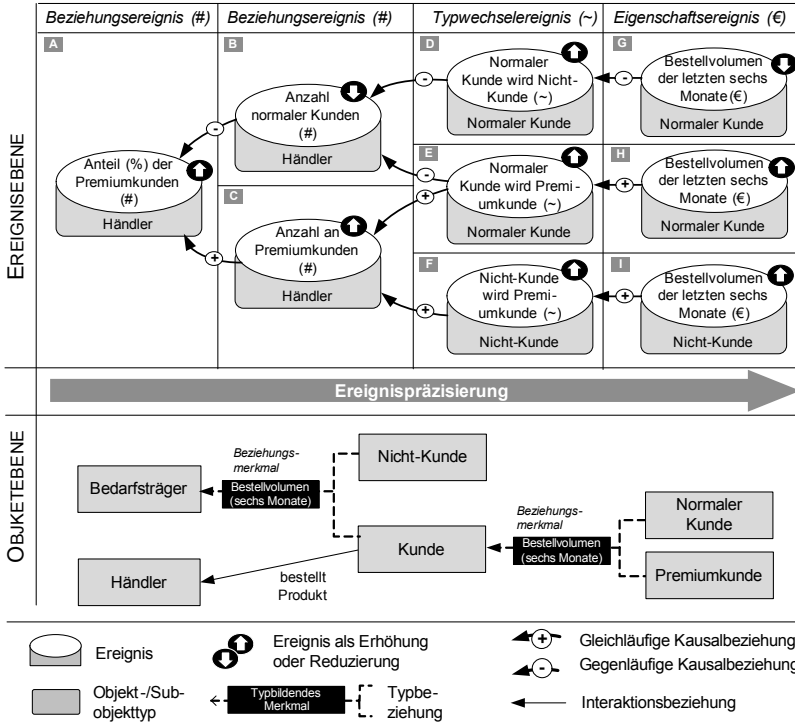 Beziehungsereignis (#)
Beziehungsereignis (#)
Typwechselereignis (~)
Eigenschaftsereignis (€)
EREIGNISEBENE
A
Anteil (%) der
Premiumkunden
(#)
Händler
B
Anzahl
normaler Kunden
(#)
Händler
-
C
Anzahl an
Premiumkunden
(#)
Händler
+
D
Normaler
Kunde wird Nicht-
Kunde (~)
Normaler Kunde
-
E
Normaler
Kunde wird Premi-
umkunde (~)
Normaler Kunde
-
+
F
Nicht-Kunde
wird Premi-
umkunde (~)
Nicht-Kunde
+
G
Bestellvolumen
der letzten sechs
Monate (€)
Normaler Kunde
-
H
Bestellvolumen
der letzten sechs
Monate (€)
Normaler Kunde
+
I
Bestellvolumen
der letzten sechs
Monate (€)
Nicht-Kunde
+
Ereignispräzisierung
OBJKETEBENE
Bedarfsträger
Beziehungs-
merkmal
Bestellvolumen
(sechs Monate)
Nicht-Kunde
Kunde
Händler
bestellt
Produkt
Beziehungs-
merkmal
Bestellvolumen
(sechs Monate)
Normaler
Kunde
Premiumkunde
Ereignis
Ereignis als Erhöhung
oder Reduzierung
+
Gleichläufige Kausalbeziehung
-
Gegenläufige Kausalbeziehung
Objekt-/Sub-
objekttyp
Typbildendes
Merkmal
Typbe-
ziehung
Interaktionsbeziehung